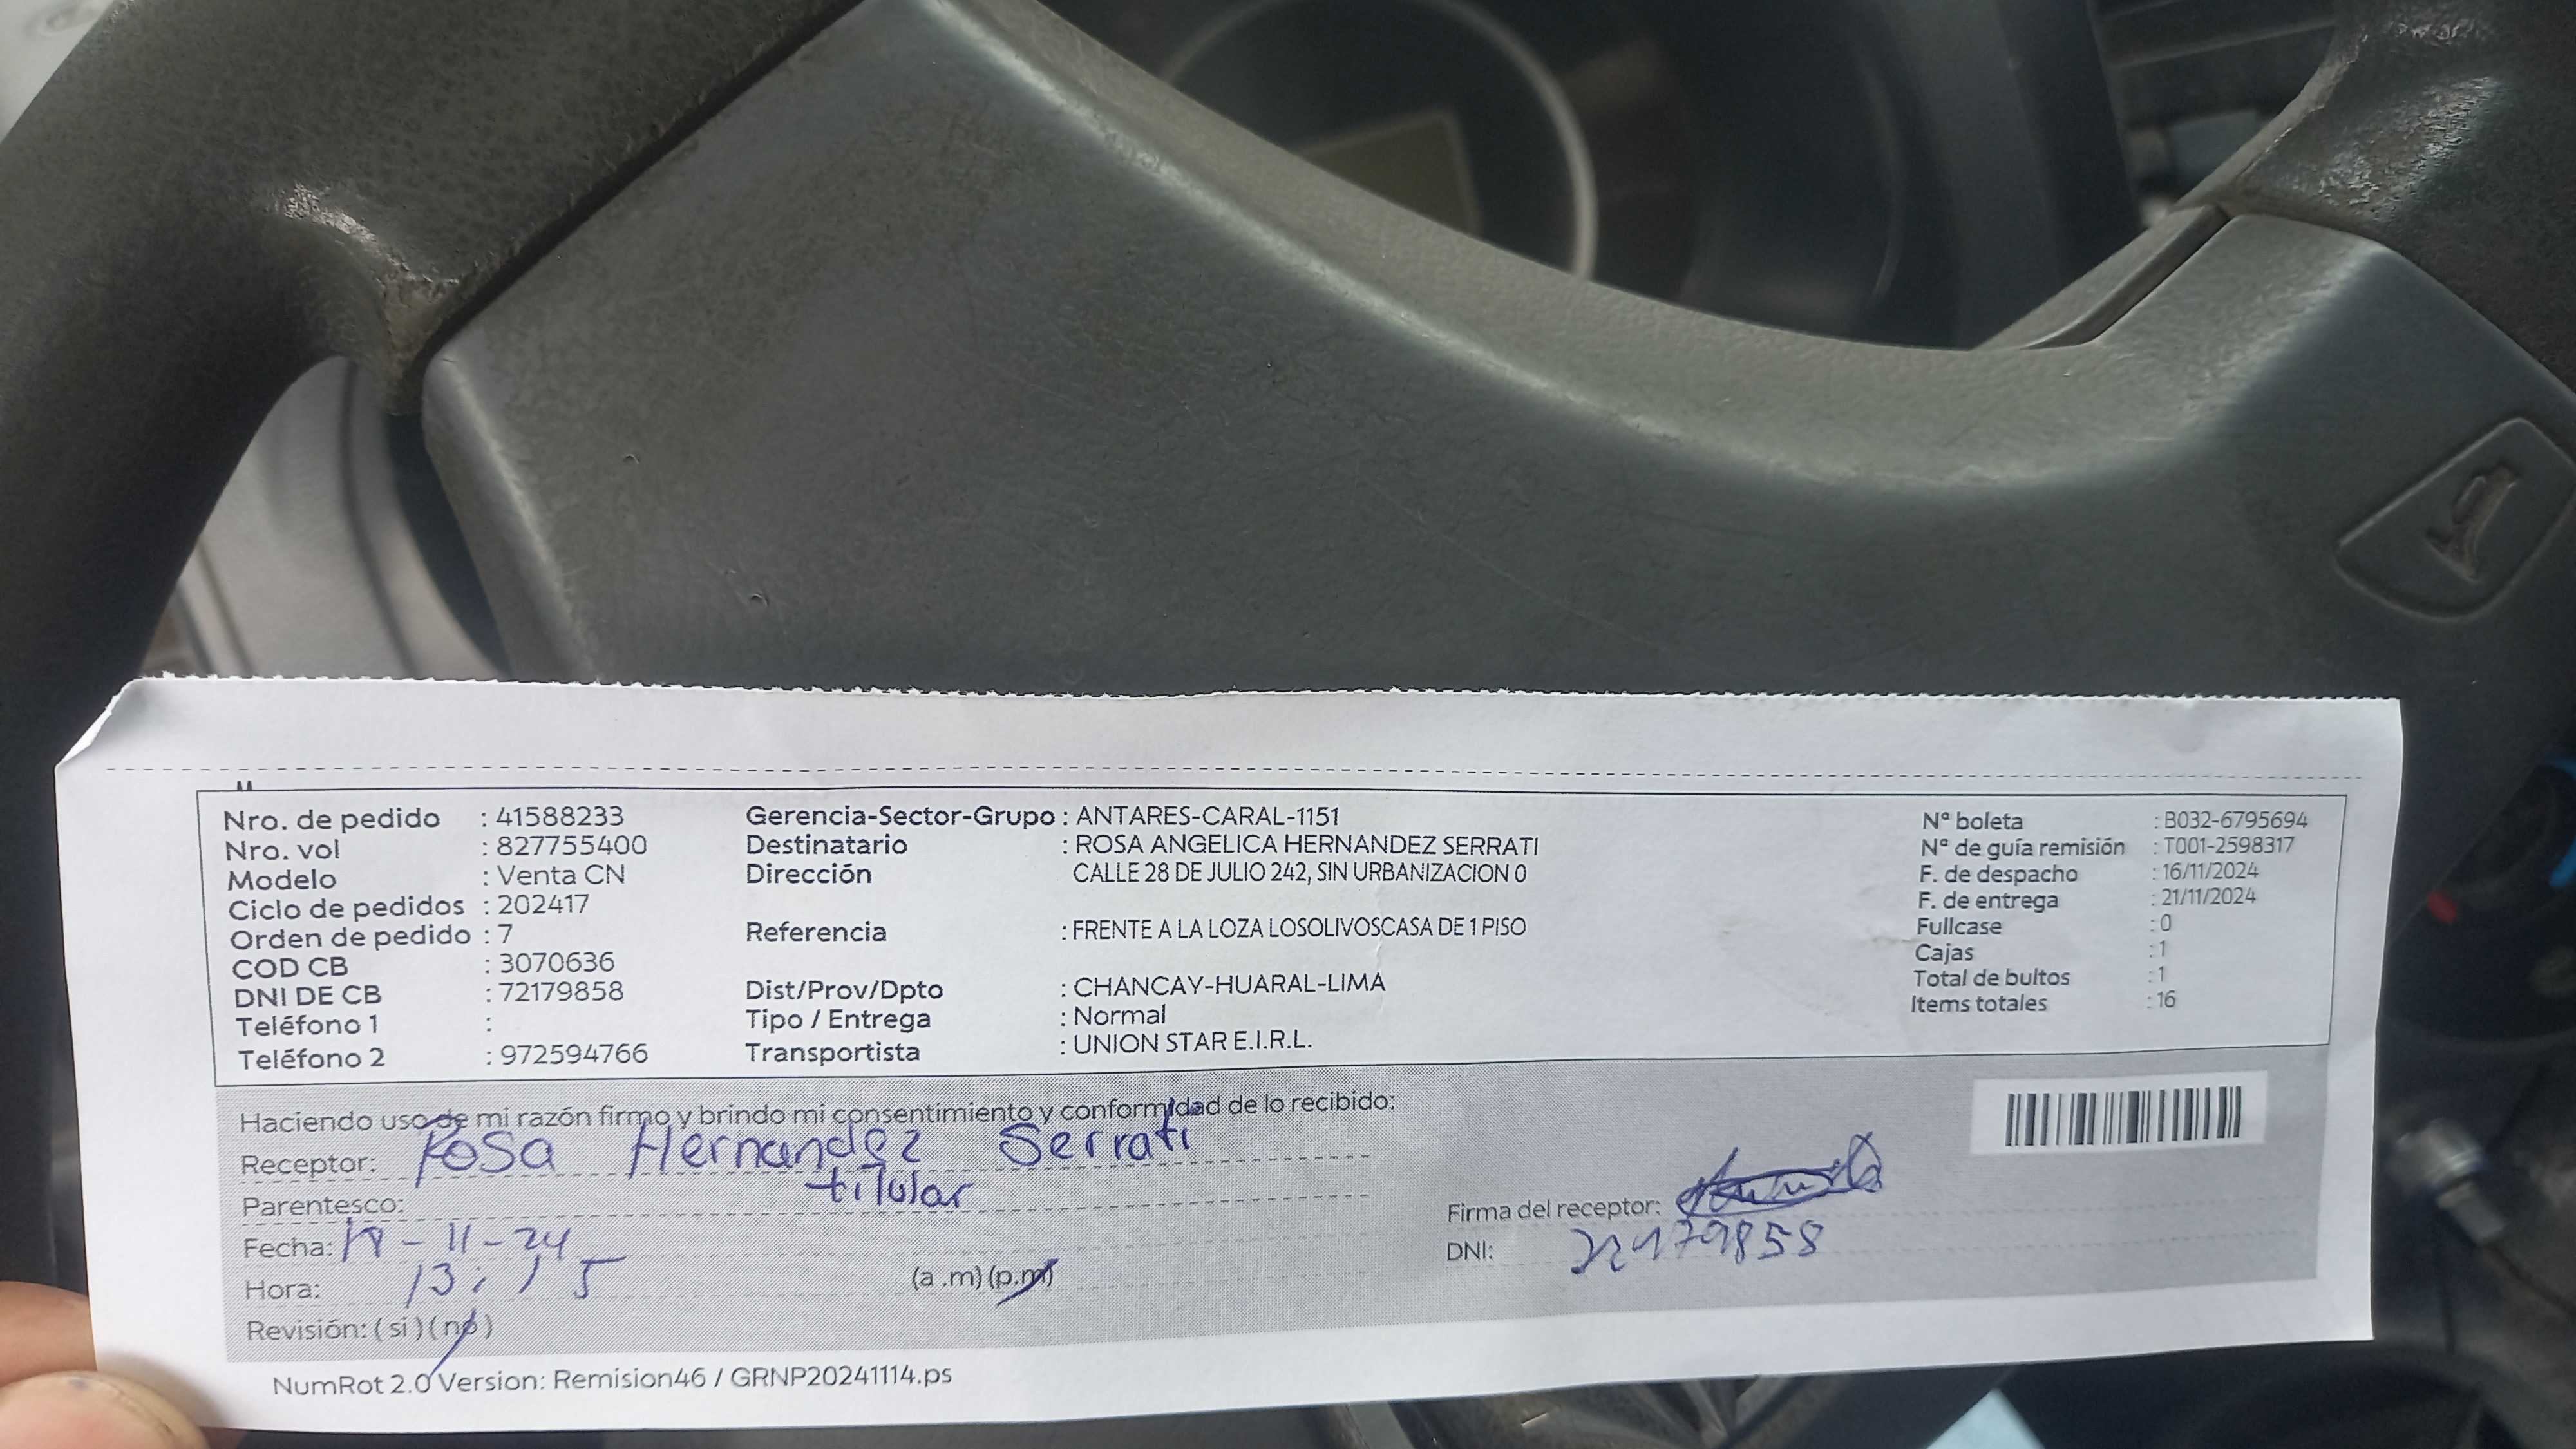 Nro. de pedido : 41588233
Nro. vol : 827755400
Modelo : Venta CN
Ciclo de pedidos : 202417
Orden de pedido : 7
COD CB : 3070636
DNI DE CB : 72179858
Teléfono 1 :
Teléfono 2 : 972594766
Gerencia-Sector-Grupo : ANTARES-CARAL-1151
Destinatario : ROSA ANGELICA HERNANDEZ SERRATI
Dirección CALLE 28 DE JULIO 242, SIN URBANIZACION 0
Referencia : FRENTE A LA LOZA LOSOLIVOSCASA DE 1 PISO
Dist/Prov/Dpto : CHANCAY-HUARAL-LIMA
Tipo / Entrega : Normal
Transportista : UNION STAR E.I.R.L.
Nª boleta : B032-6795694
Nª de guía remisión : T001-2598317
F. de despacho : 16/11/2024
F. de entrega : 21/11/2024
Fullcase : 0
Cajas : 1
Total de bultos : 1
Items totales : 16
Haciendo uso de mi razón firmo y brindo mi consentimiento y conformidad de lo recibido:
Receptor: Rosa Hernandez Serrati
Parentesco: titular
Fecha: -11-24
Hora: 13:15 (a .m) (p.m)
Revisión: ( si ) ( no )
Firma del receptor:
DNI: 72179858
NumRot 2.0 Version: Remision46 / GRNP20241114.ps